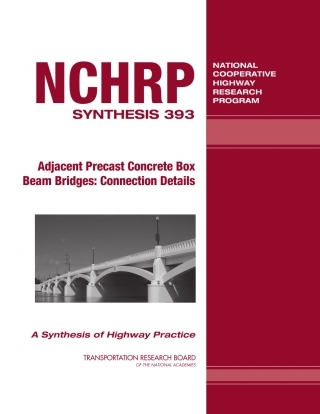 NCHRP
SYNTHESIS 393
NATIONAL
COOPERATIVE
HIGHWAY
RESEARCH
PROGRAM
Adjacent Precast Concrete Box
Beam Bridges: Connection Details
A Synthesis of Highway Practice
TRANSPORTATION RESEARCH BOARD
OF THE NATIONAL ACADEMIES